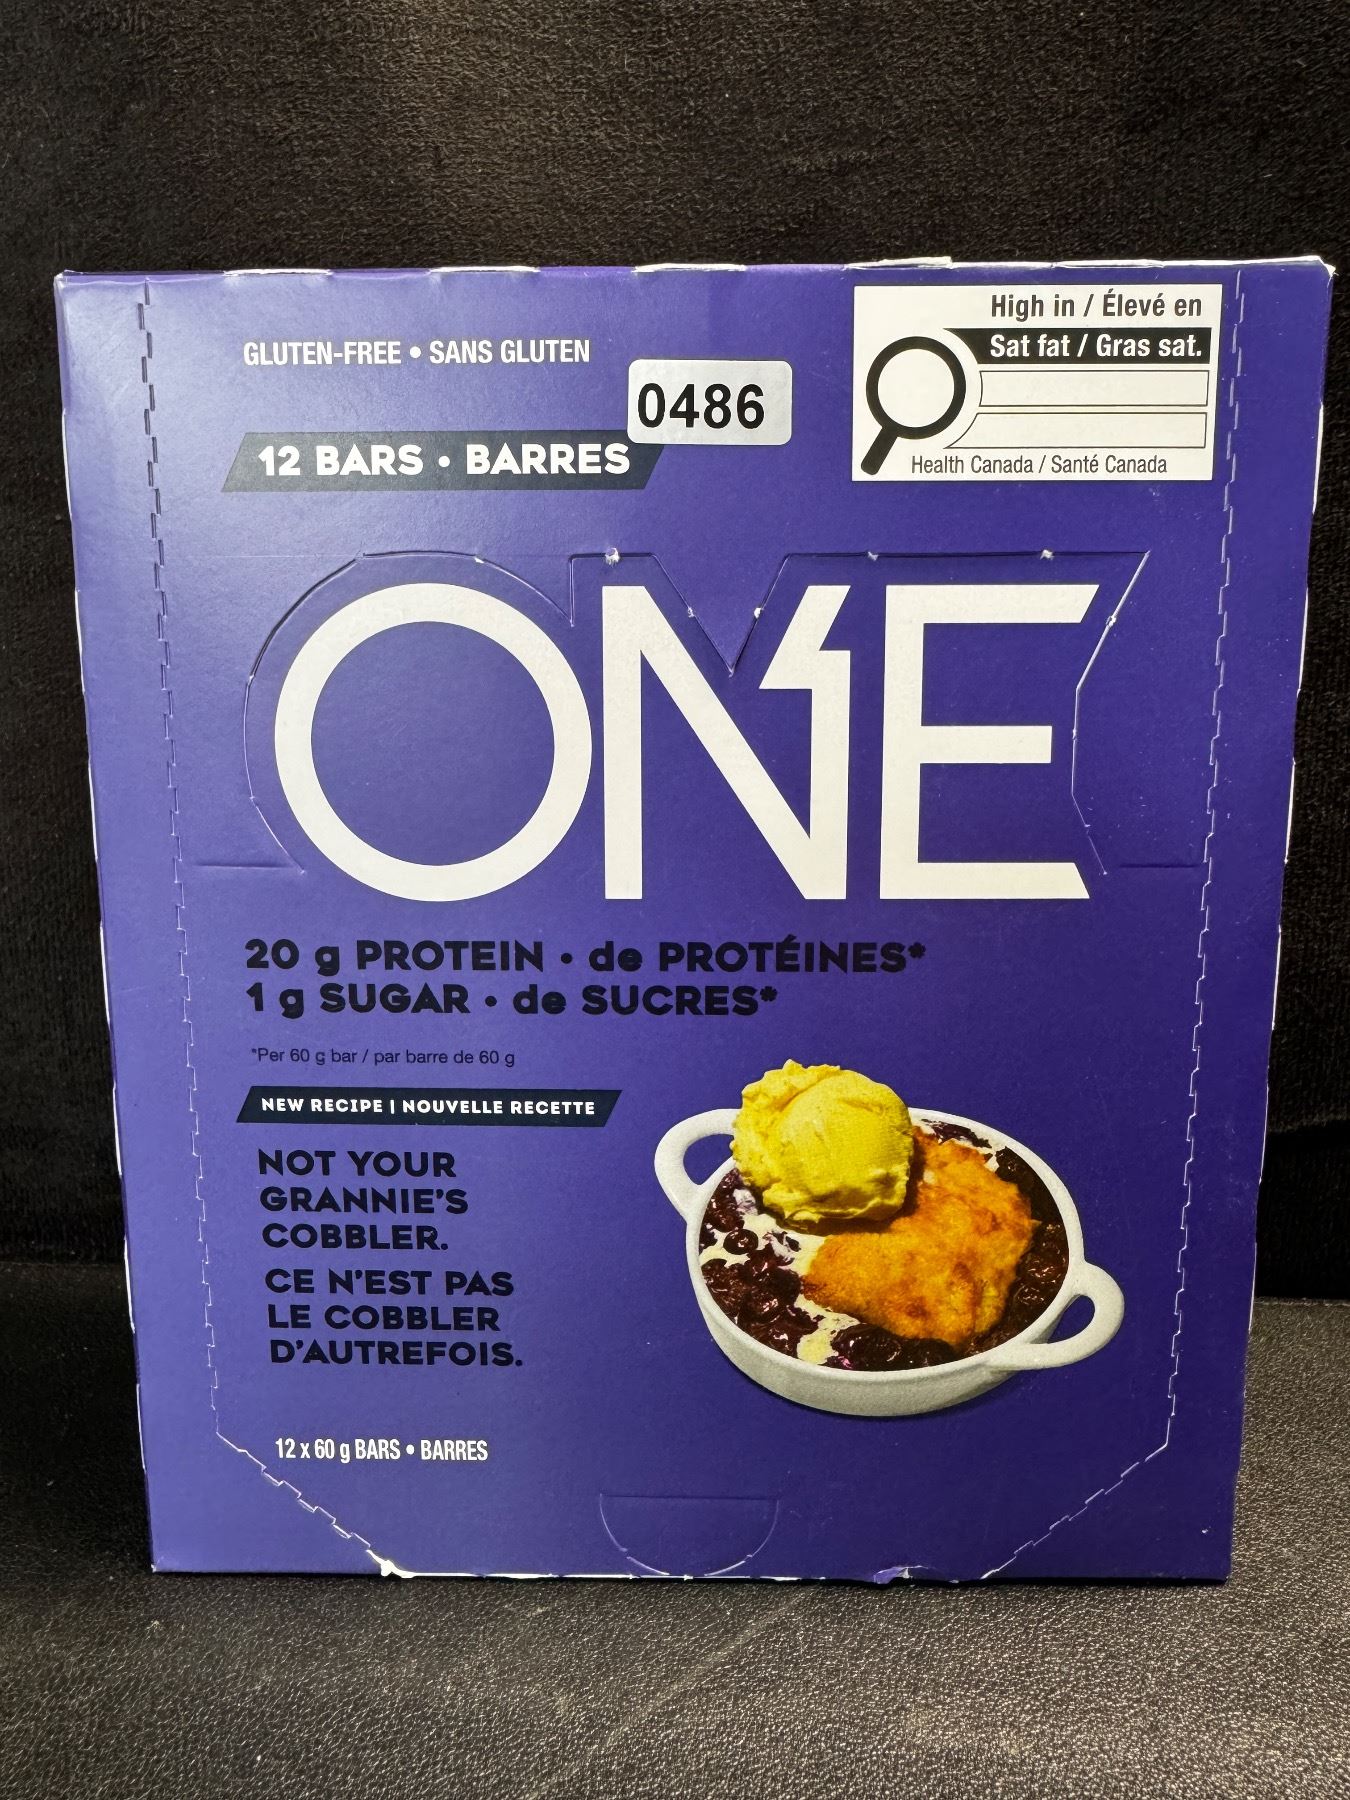 High in / Élevé en
Sat fat / Gras sat.
Health Canada / Santé Canada
GLUTEN-FREE • SANS GLUTEN
0486
12 BARS • BARRES
ONE
20 g PROTEIN • de PROTÉINES*
1 g SUGAR • de SUCRES*
*Per 60 g bar / par barre de 60 g
NEW RECIPE | NOUVELLE RECETTE
NOT YOUR
GRANNIE'S
COBBLER.
CE N'EST PAS
LE COBBLER
D'AUTREFOIS.
12 x 60 g BARS • BARRES